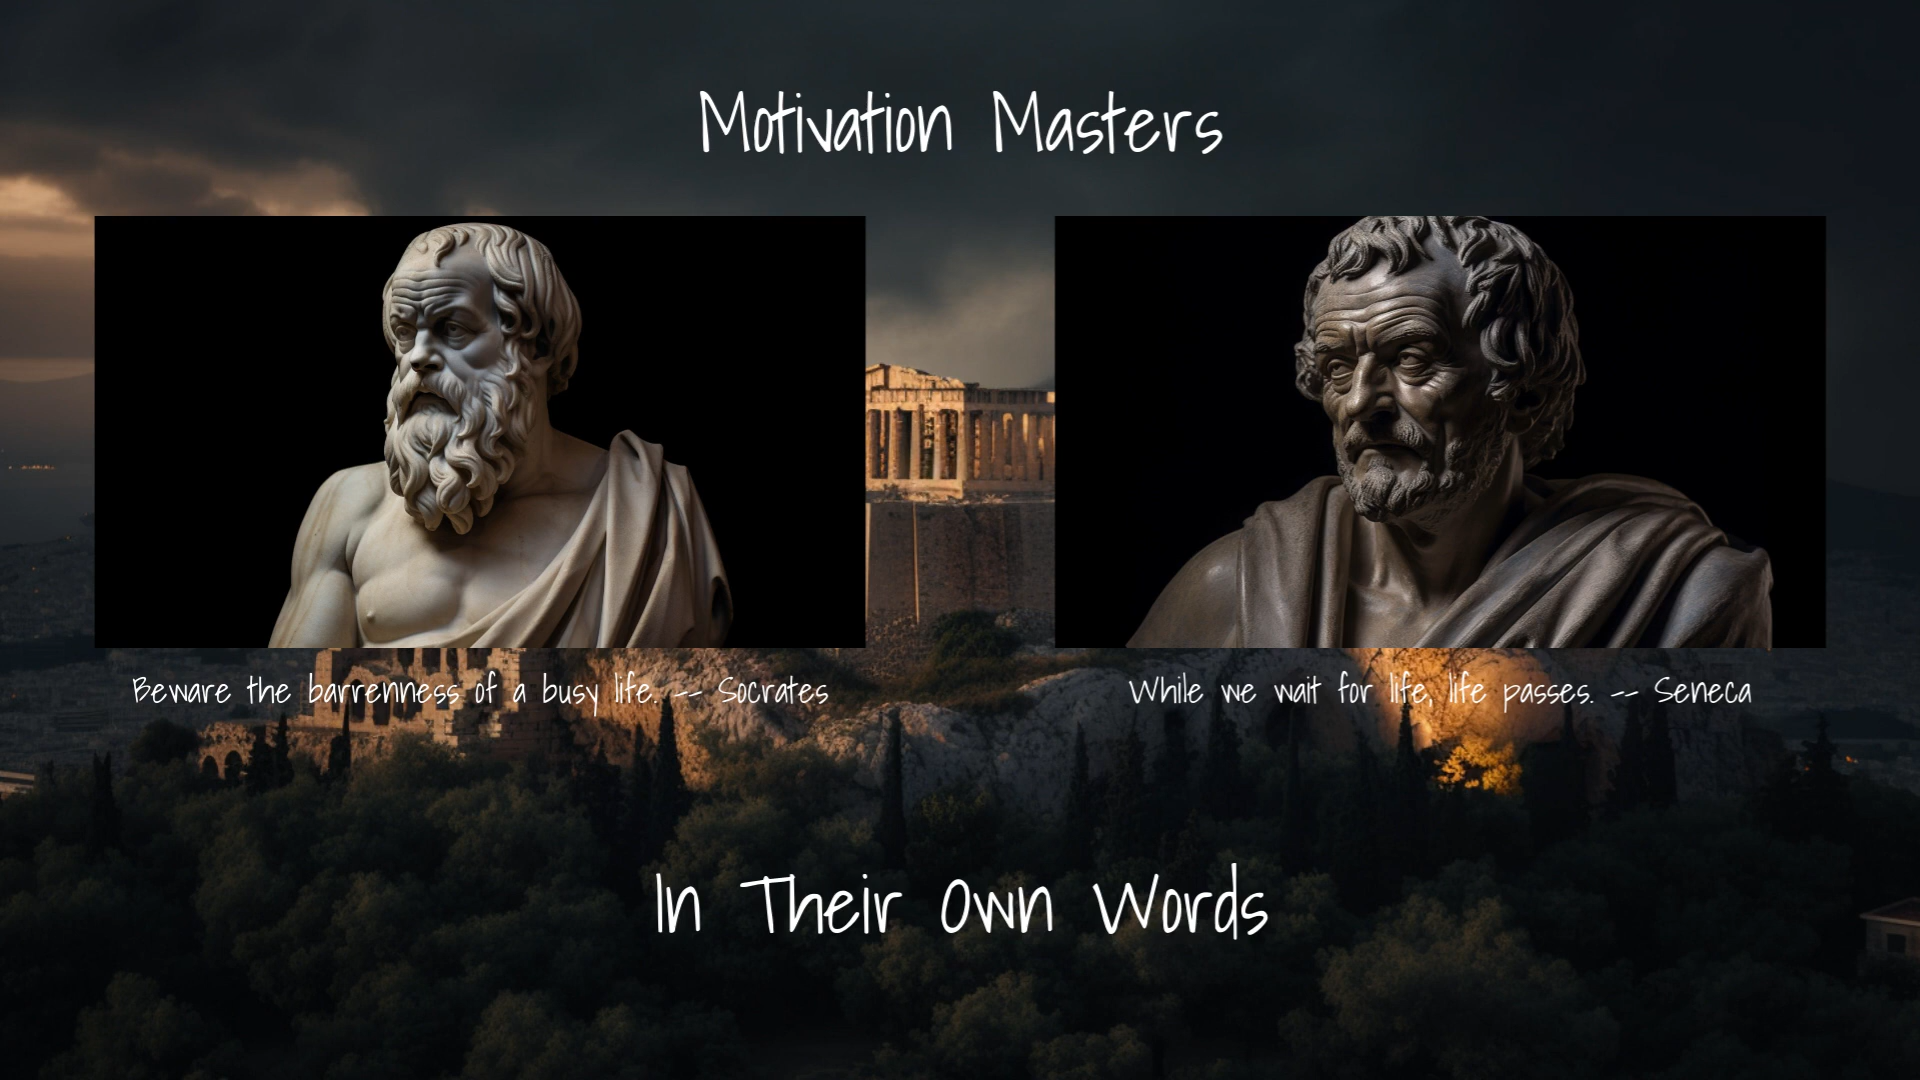 Motivation Masters
Beware the barrenness of a busy life. -- Socrates
While we wait for life, life passes. -- Seneca
In Their Own Words